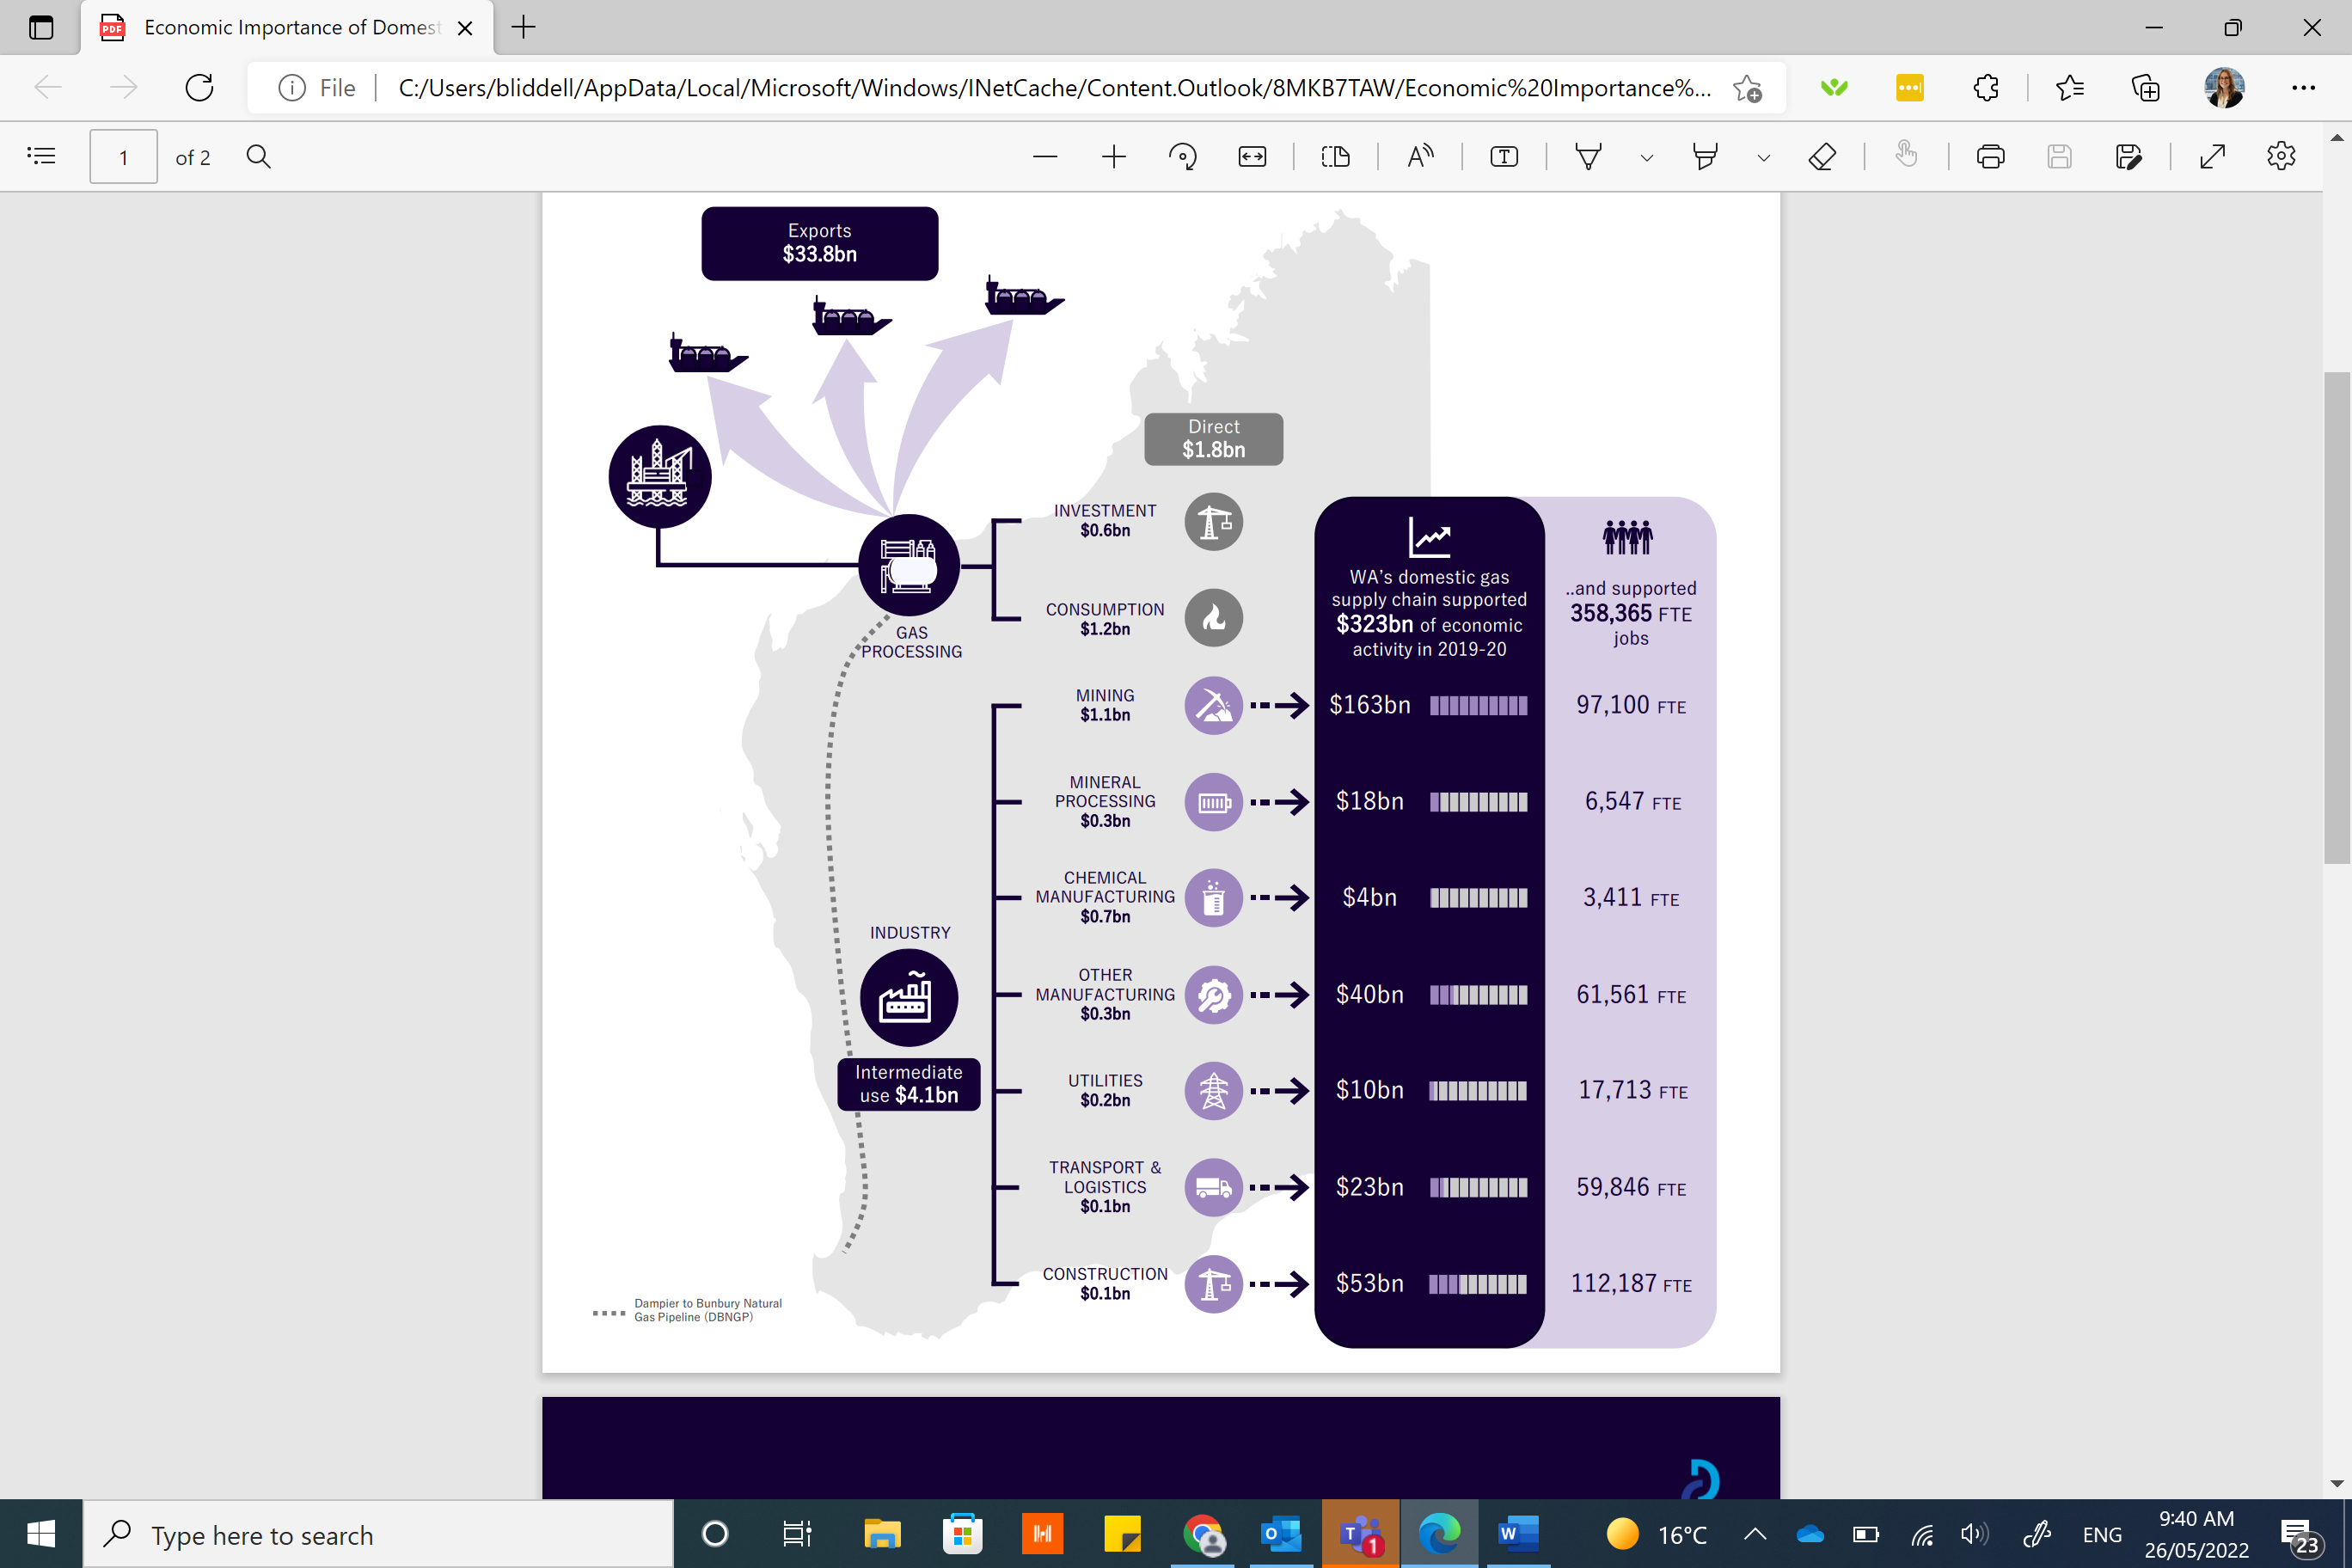 Economic Importance of Domest
File
C:/Users/bliddell/AppData/Local/Microsoft/Windows/INetCache/Content.Outlook/8MKB7TAW/Economic%20Importance%...
1
of 2
Exports
$33.8bn
Direct
$1.8bn
INVESTMENT
$0.6bn
CONSUMPTION
$1.2bn
GAS
PROCESSING
WA's domestic gas
supply chain supported
$323bn of economic
activity in 2019-20
..and supported
358,365 FTE
jobs
MINING
$1.1bn
$163bn
97,100 FTE
MINERAL
PROCESSING
$0.3bn
$18bn
6,547 FTE
CHEMICAL
MANUFACTURING
$0.7bn
$4bn
3,411 FTE
INDUSTRY
Intermediate
use $4.1bn
OTHER
MANUFACTURING
$0.3bn
$40bn
61,561 FTE
UTILITIES
$0.2bn
$10bn
17,713 FTE
TRANSPORT &
LOGISTICS
$0.1bn
$23bn
59,846 FTE
CONSTRUCTION
$0.1bn
$53bn
112,187 FTE
Dampier to Bunbury Natural
Gas Pipeline (DBNGP)
Type here to search
16°C
ENG
9:40 AM
26/05/2022
23